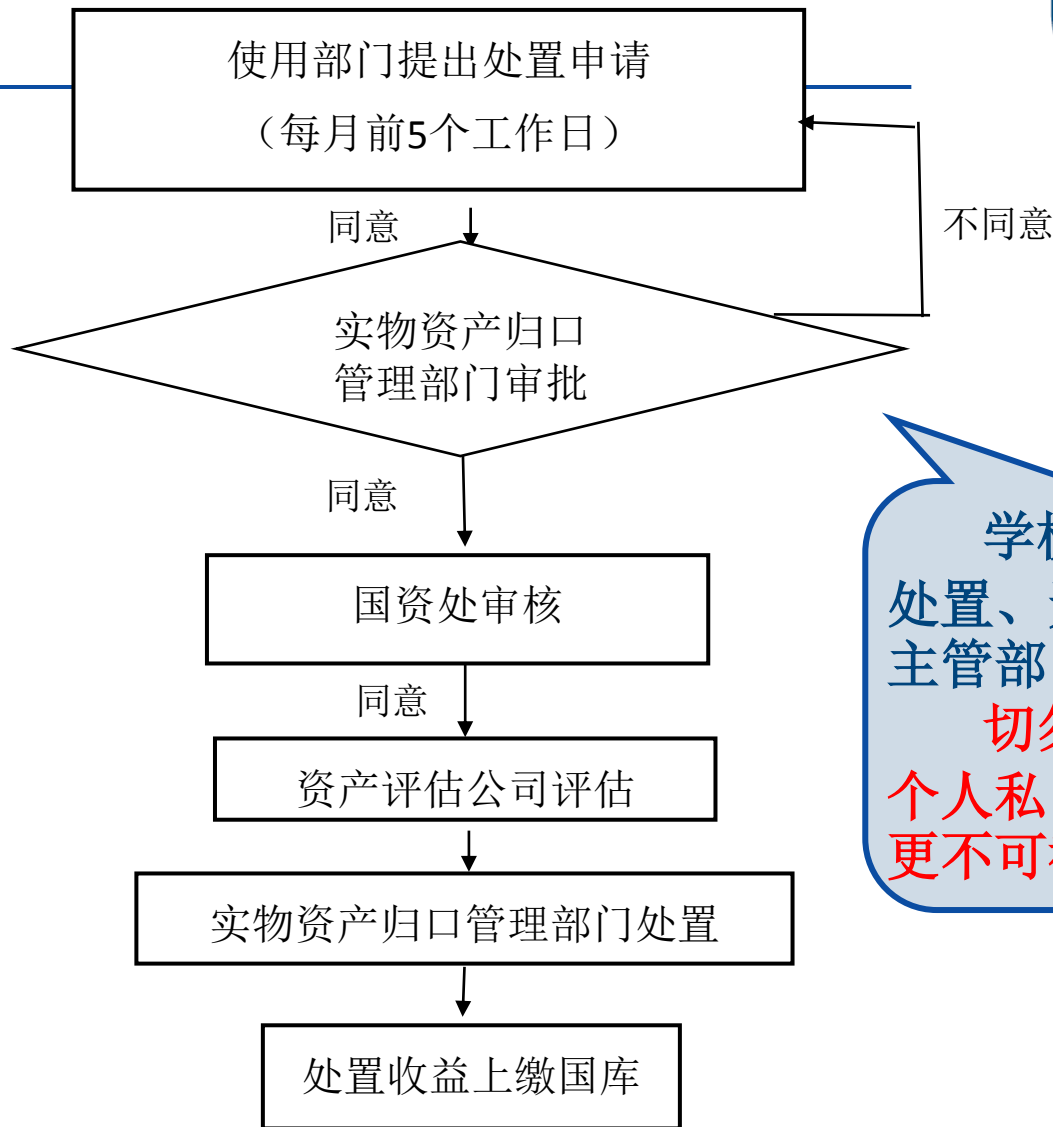 使用部门提出处置申请
（每月前5个工作日）
同意
不同意
实物资产归口
管理部门审批
同意
国资处审核
同意
资产评估公司评估
实物资产归口管理部门处置
处置收益上缴国库
学
处置、
主管部
切
个人私
更不可